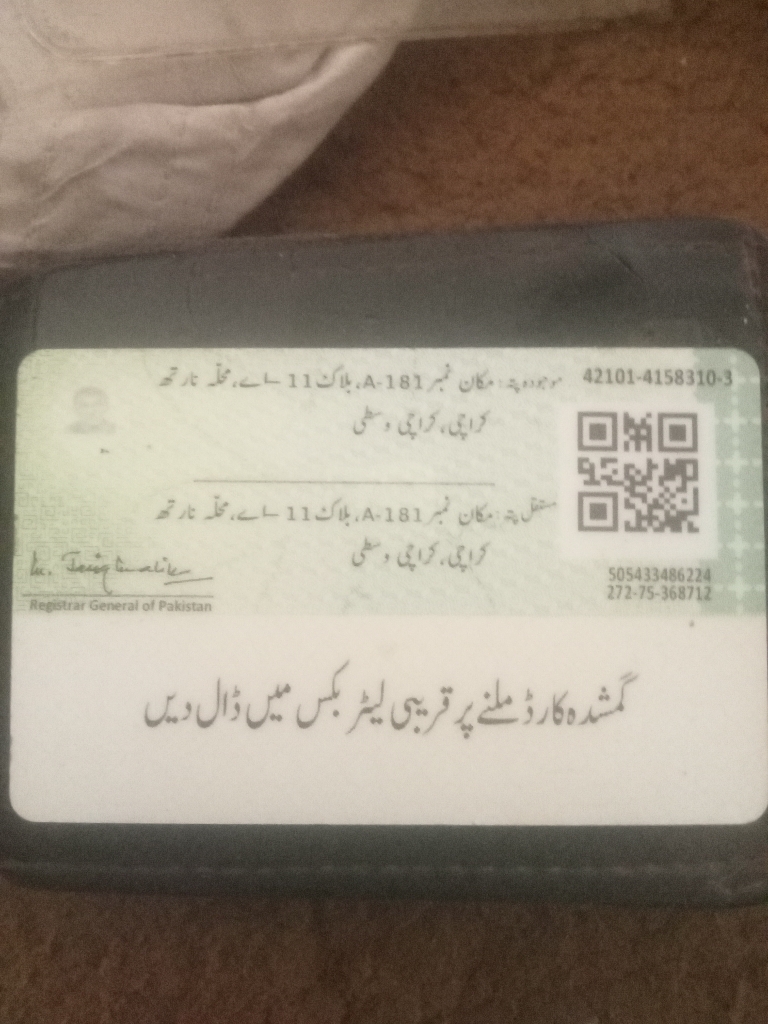 42101-4158310-3
موجودہ پتہ: مکان نمبر A-181، بلاک 11 اے، محلّہ نارتھ
کراچی، کراچی وسطی
مستقل پتہ: مکان نمبر A-181، بلاک 11 اے، محلّہ نارتھ
کراچی، کراچی وسطی
505433486224
272-75-368712
Registrar General of Pakistan
گمشدہ کارڈ ملنے پر قریبی لیٹر بکس میں ڈال دیں